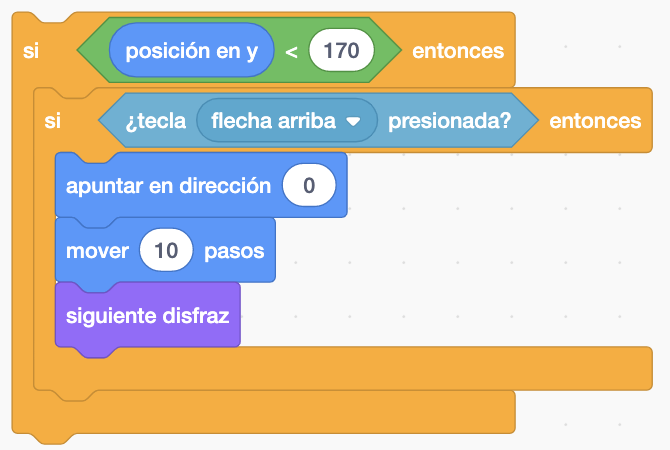 si posición en y < 170 entonces
si ¿tecla flecha arriba presionada? entonces
apuntar en dirección 0
mover 10 pasos
siguiente disfraz